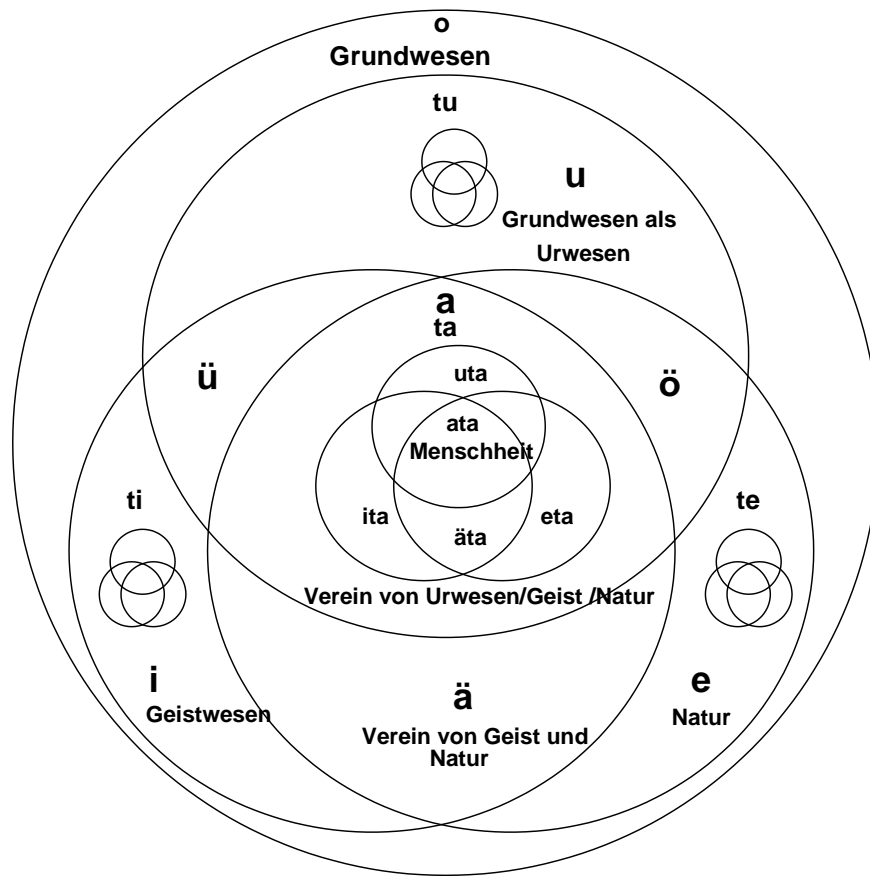 o
Grundwesen
tu
u
Grundwesen als
Urwesen
a
ta
ü
ö
uta
ata
Menschheit
ti
te
ita
eta
äta
Verein von Urwesen/Geist /Natur
i
ä
e
Geistwesen
Natur
Verein von Geist und
Natur